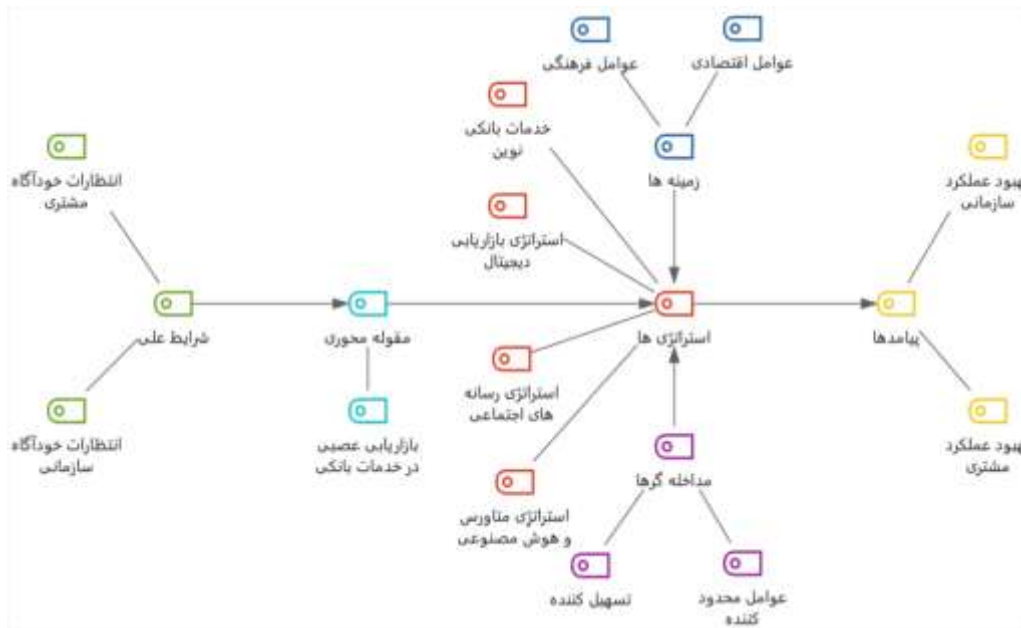 عوامل اقتصادی
عوامل فرهنگی
خدمات بانکی
نوین
زمینه ها
بهبود عملکرد
سازمانی
انتظارات خودآگاه
مشتری
استراتژی بازاریابی
دیجیتال
پیامدها
استراتژی ها
مقوله محوری
شرایط علی
استراتژی رسانه
های اجتماعی
بهبود عملکرد
مشتری
مداخله گرها
بازاریابی عصبی
در خدمات بانکی
انتظارات خودآگاه
سازمانی
استراتژی متاورس
و هوش مصنوعی
عوامل محدود
کننده
تسهیل کننده